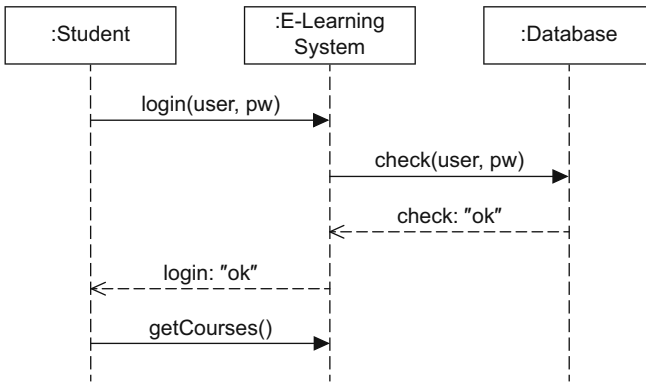 :Student
:E-Learning
System
:Database
login(user, pw)
check(user, pw)
check: "ok"
login: "ok"
getCourses()